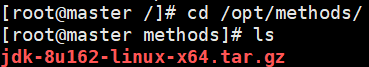 [root@master /]# cd /opt/methods/
[root@master methods]# ls
jdk-8u162-linux-x64.tar.gz